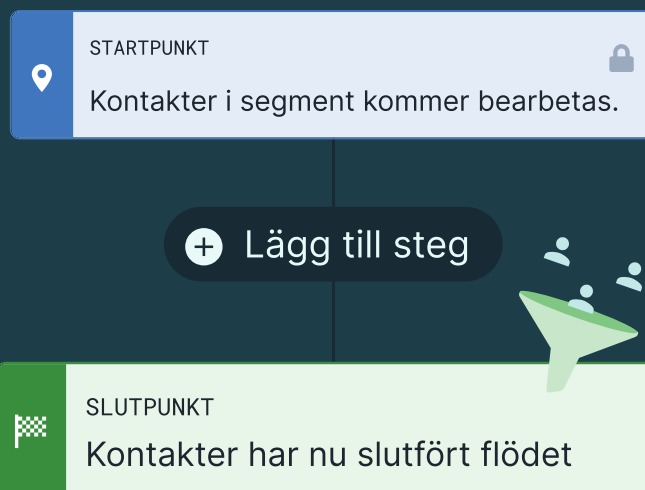 STARTPUNKT
Kontakter i segment kommer bearbetas.
Lägg till steg
SLUTPUNKT
Kontakter har nu slutfört flödet